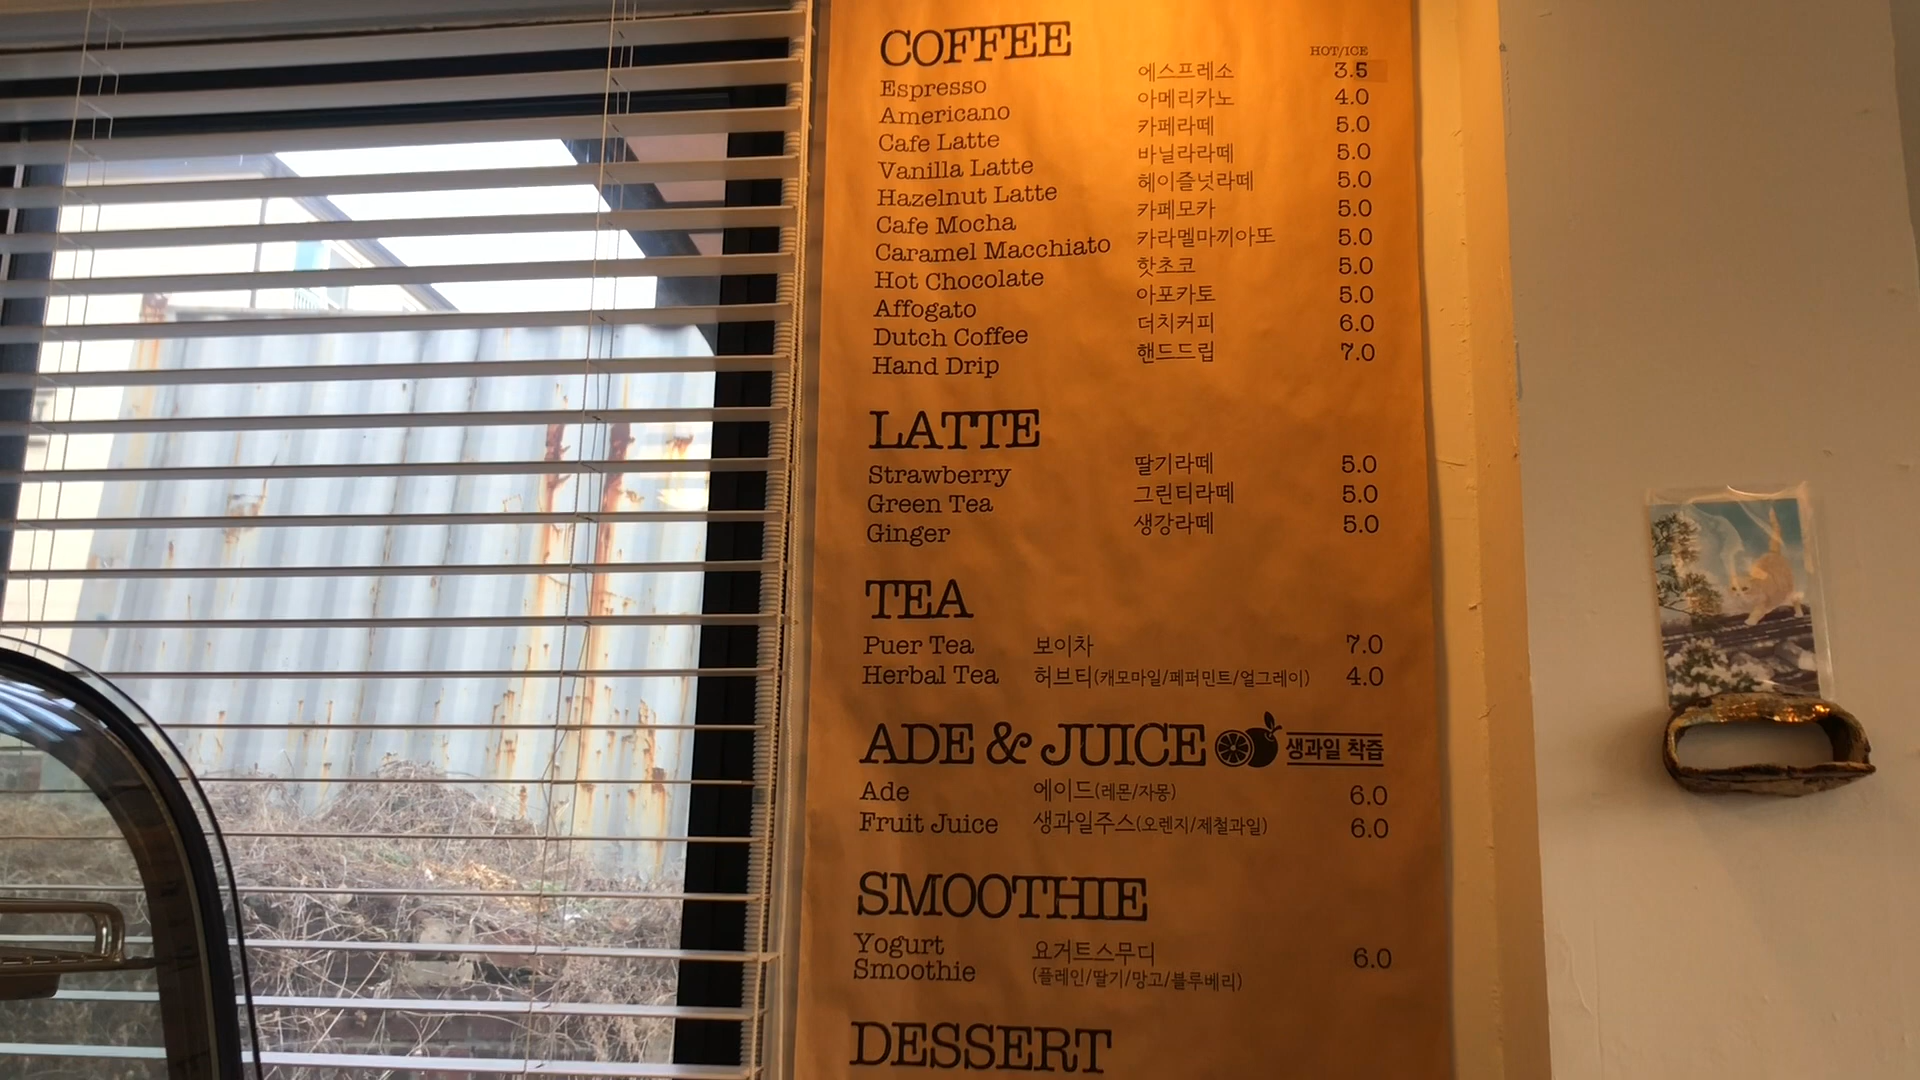 COFFEE
HOT/ICE
Espresso 에스프레소 3.5
Americano 아메리카노 4.0
Cafe Latte 카페라떼 5.0
Vanilla Latte 바닐라라떼 5.0
Hazelnut Latte 헤이즐넛라떼 5.0
Cafe Mocha 카페모카 5.0
Caramel Macchiato 카라멜마끼아또 5.0
Hot Chocolate 핫초코 5.0
Affogato 아포카토 5.0
Dutch Coffee 더치커피 6.0
Hand Drip 핸드드립 7.0
LATTE
Strawberry 딸기라떼 5.0
Green Tea 그린티라떼 5.0
Ginger 생강라떼 5.0
TEA
Puer Tea 보이차 7.0
Herbal Tea 허브티(캐모마일/페퍼민트/얼그레이) 4.0
ADE & JUICE 생과일 착즙
Ade 에이드(레몬/자몽) 6.0
Fruit Juice 생과일주스(오렌지/제철과일) 6.0
SMOOTHIE
Yogurt 요거트스무디 6.0
Smoothie (플레인/딸기/망고/블루베리)
DESSERT